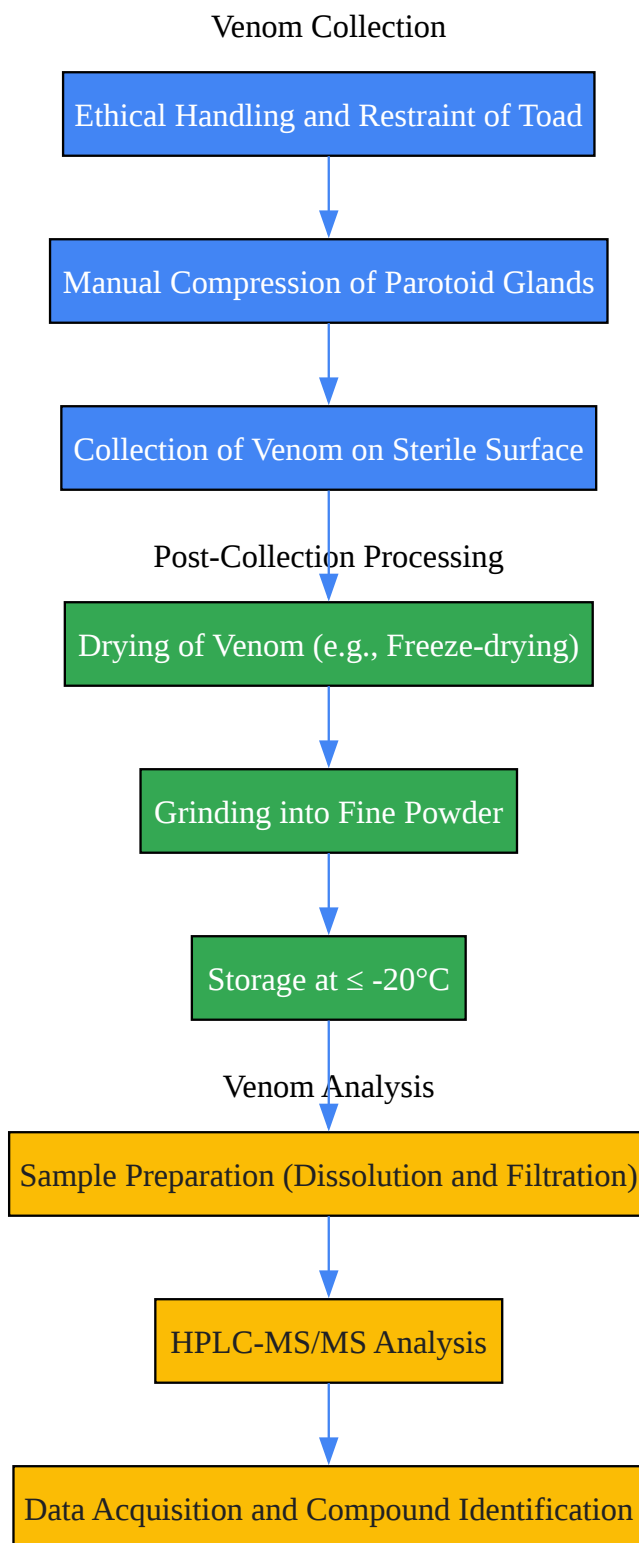 Venom Collection
Ethical Handling and Restraint of Toad
Manual Compression of Parotoid Glands
Collection of Venom on Sterile Surface
Post-Collection Processing
Drying of Venom (e.g., Freeze-drying)
Grinding into Fine Powder
Storage at ≤ -20°C
Venom Analysis
Sample Preparation (Dissolution and Filtration)
HPLC-MS/MS Analysis
Data Acquisition and Compound Identification